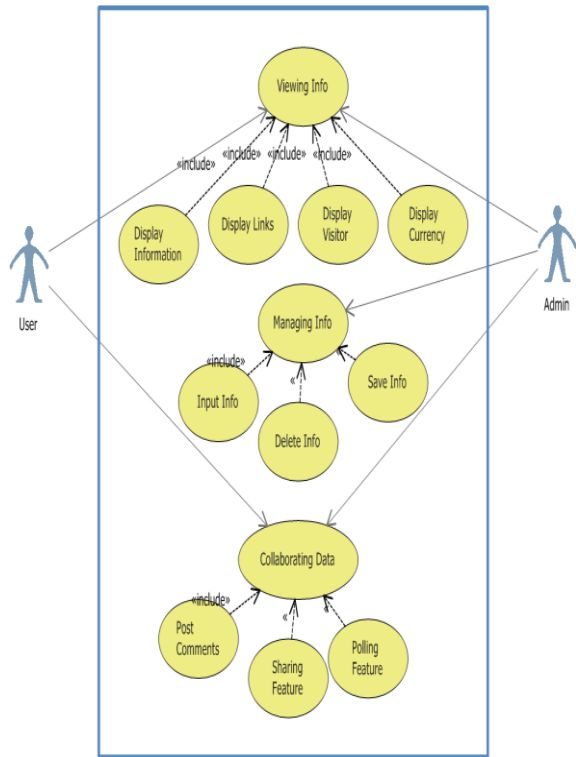 Viewing Info
«include»
«include»
«include»
«include»
Display
Information
Display Links
Display
Visitor
Display
Currency
User
Admin
Managing Info
«include»
«
«
Input Info
Delete Info
Save Info
Collaborating Data
«include»
«
«
Post
Comments
Sharing
Feature
Polling
Feature